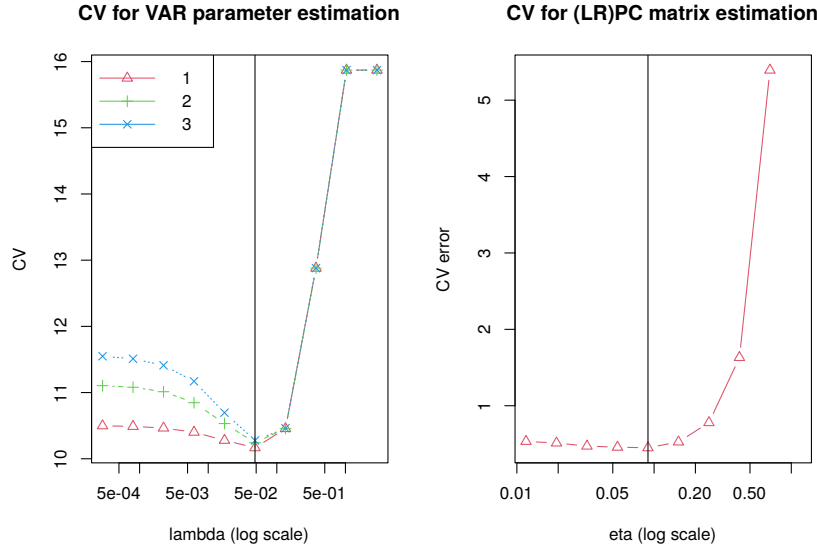 CV for VAR parameter estimation
1
2
3
16
15
14
13
12
11
10
CV
5e-04 5e-03 5e-02 5e-01
lambda (log scale)
CV for (LR)PC matrix estimation
5
4
3
2
1
CV error
0.01 0.05 0.20 0.50
eta (log scale)